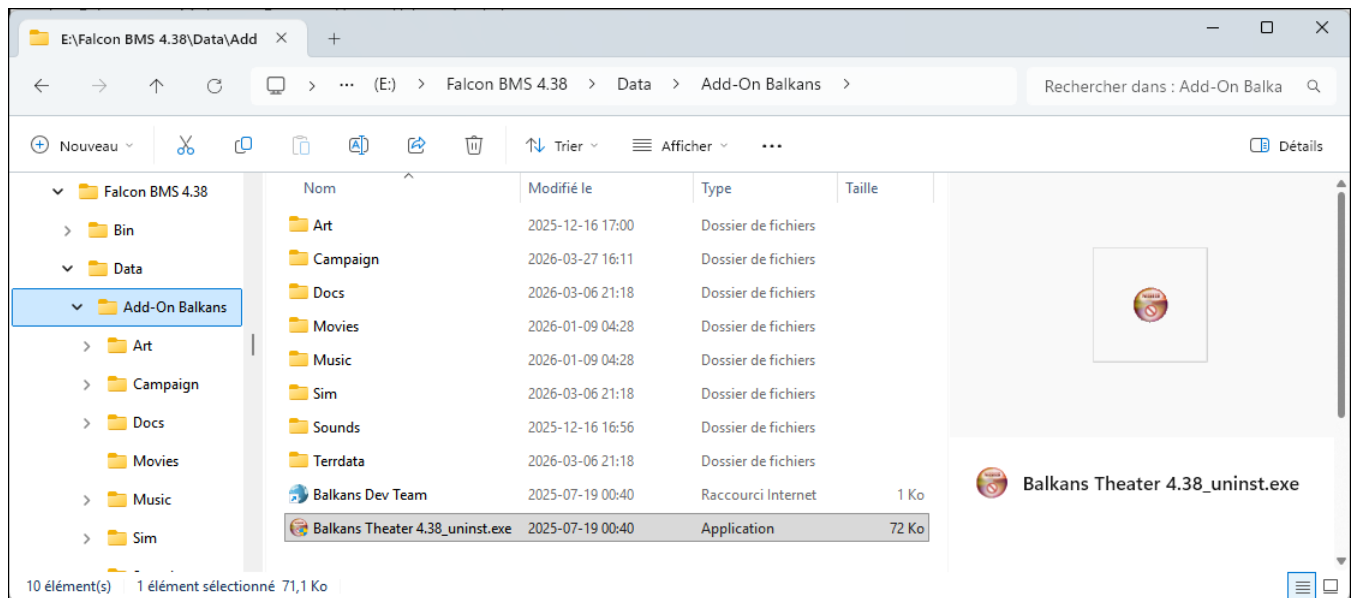 E:\Falcon BMS 4.38\Data\Add
(E:) Falcon BMS 4.38 Data Add-On Balkans
Rechercher dans : Add-On Balka
Nouveau
Trier
Afficher
Détails
Falcon BMS 4.38
Bin
Data
Add-On Balkans
Art
Campaign
Docs
Movies
Music
Sim
Nom Modifié le Type Taille
Art 2025-12-16 17:00 Dossier de fichiers
Campaign 2026-03-27 16:11 Dossier de fichiers
Docs 2026-03-06 21:18 Dossier de fichiers
Movies 2026-01-09 04:28 Dossier de fichiers
Music 2026-01-09 04:28 Dossier de fichiers
Sim 2026-03-06 21:18 Dossier de fichiers
Sounds 2025-12-16 16:56 Dossier de fichiers
Terrdata 2026-03-06 21:18 Dossier de fichiers
Balkans Dev Team 2025-07-19 00:40 Raccourci Internet 1 Ko
Balkans Theater 4.38_uninst.exe 2025-07-19 00:40 Application 72 Ko
Balkans Theater 4.38_uninst.exe
10 élément(s) 1 élément sélectionné 71,1 Ko